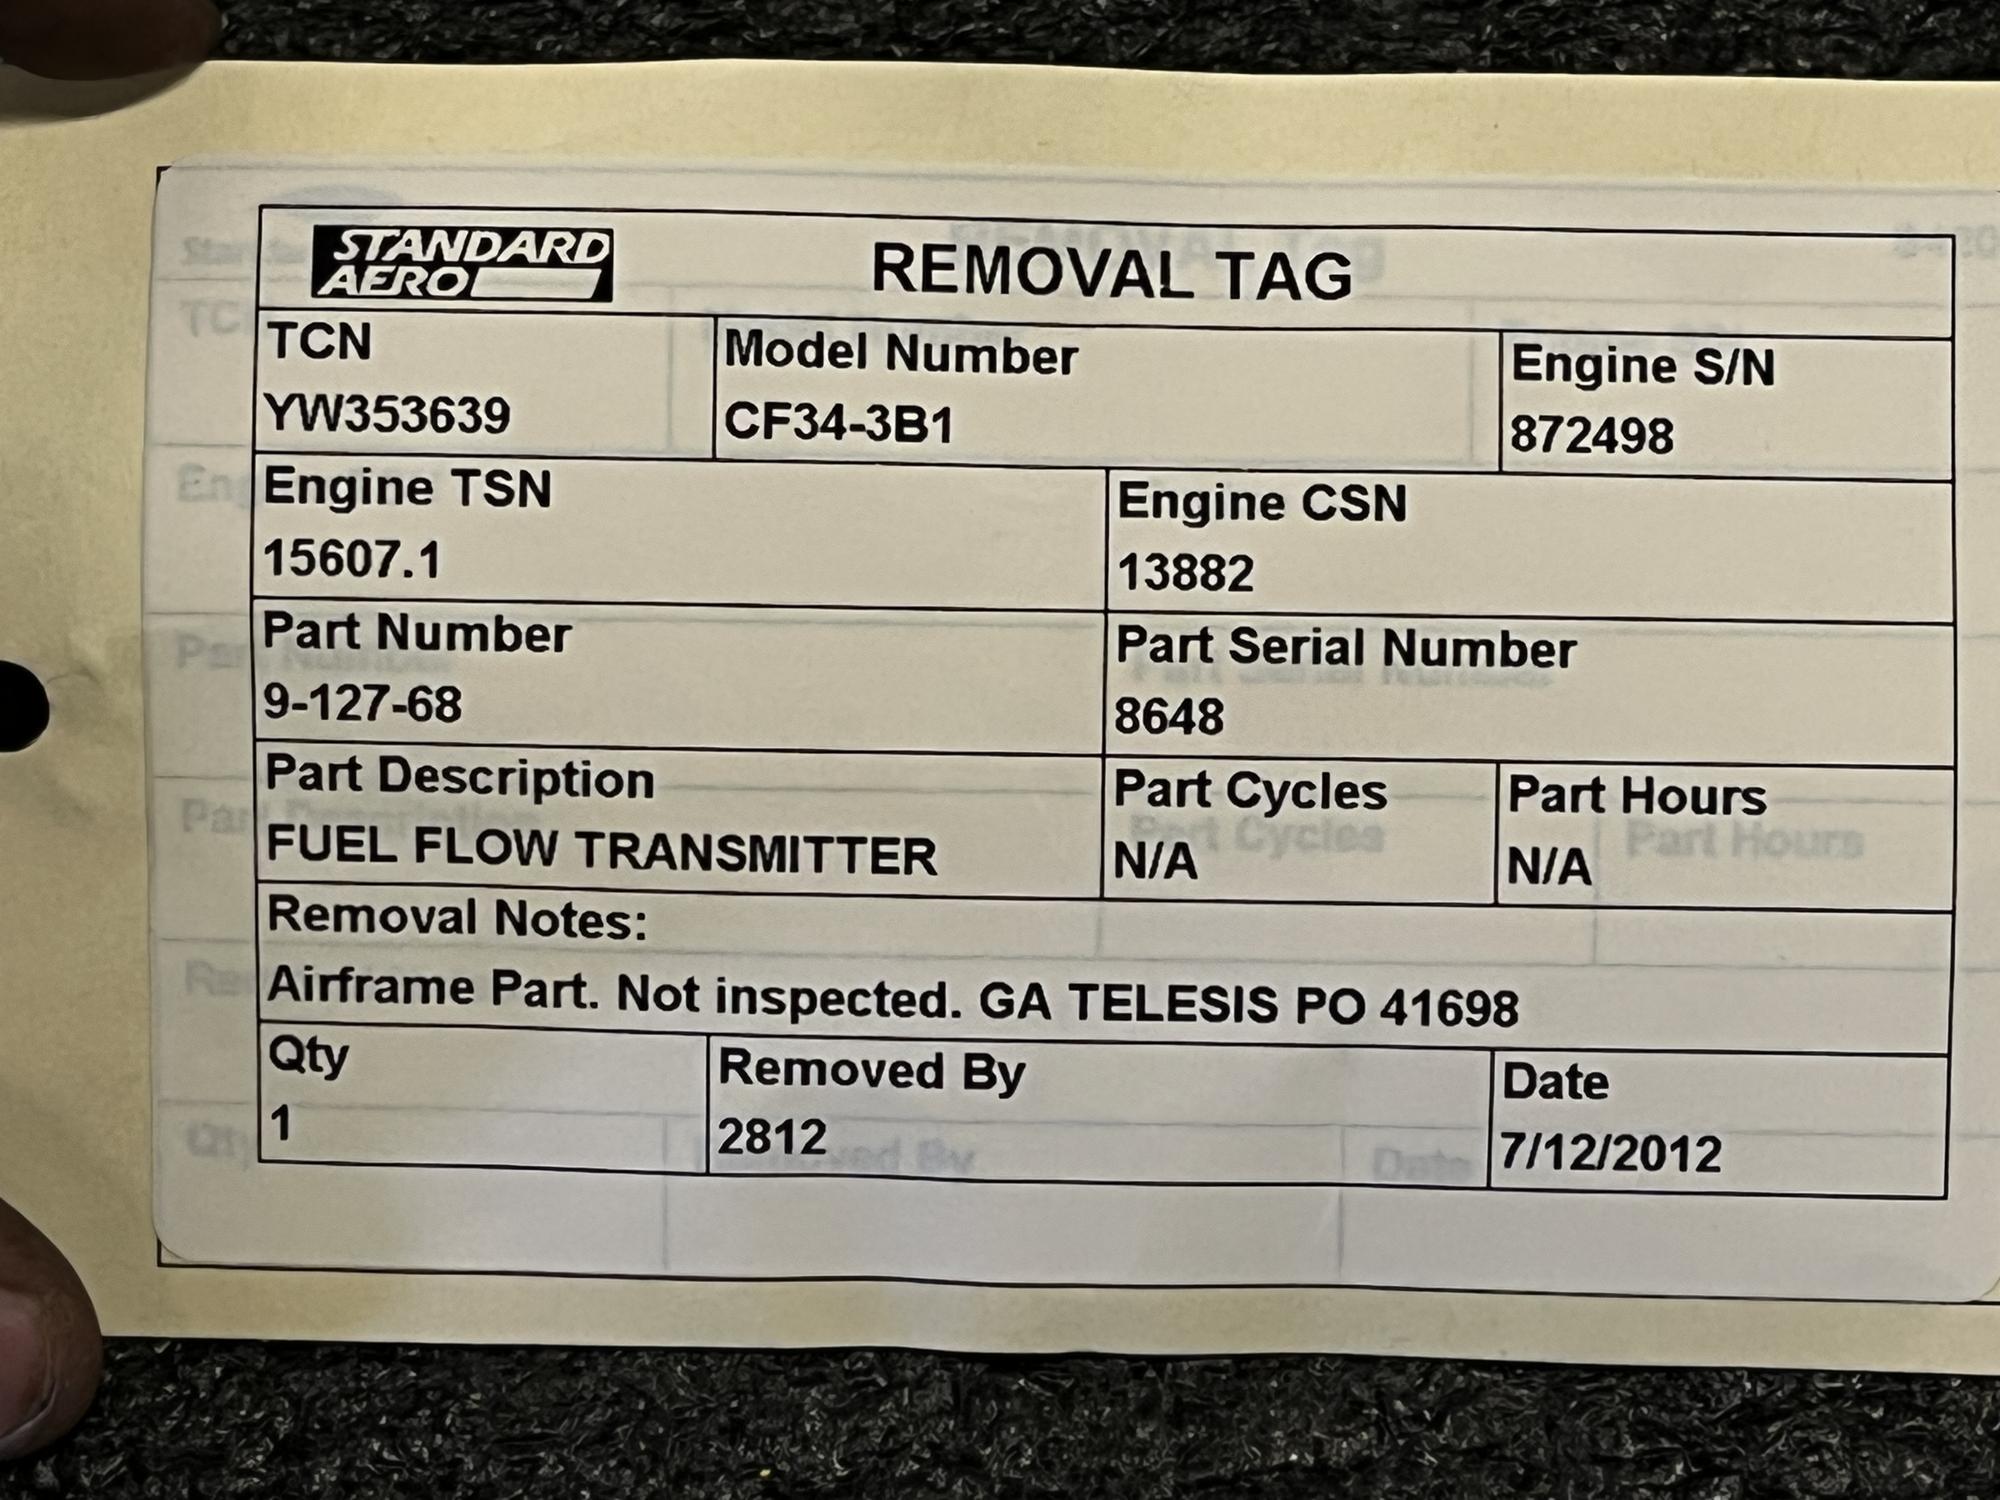 STANDARD AERO
REMOVAL TAG
TCN
YW353639
Model Number
CF34-3B1
Engine S/N
872498
Engine TSN
15607.1
Engine CSN
13882
Part Number
9-127-68
Part Serial Number
8648
Part Description
FUEL FLOW TRANSMITTER
Part Cycles
N/A
Part Hours
N/A
Removal Notes:
Airframe Part. Not inspected. GA TELESIS PO 41698
Qty
1
Removed By
2812
Date
7/12/2012